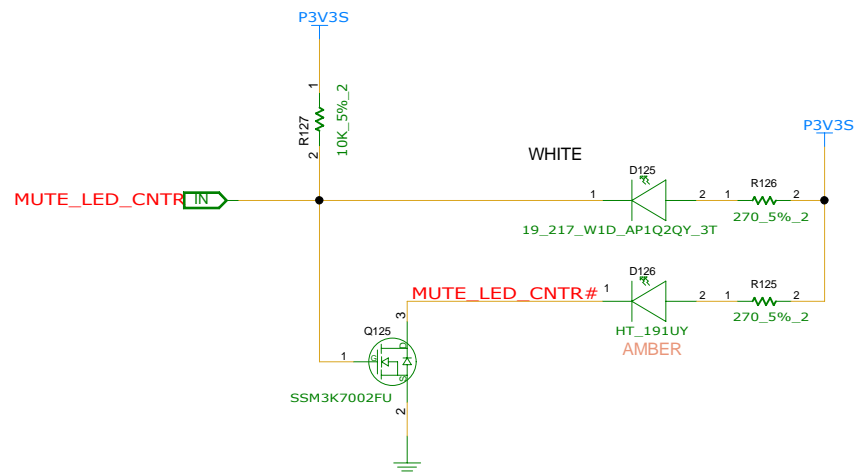 P3V3S
1
R127
10K_5%_2
2
P3V3S
WHITE
D125
R126
MUTE_LED_CNTR
IN
1
2
1
2
19_217_W1D_AP1Q2QY_3T
270_5%_2
D126
R125
MUTE_LED_CNTR#
1
2
1
2
HT_191UY
270_5%_2
AMBER
3
Q125
D
1
G
S
SSM3K7002FU
2